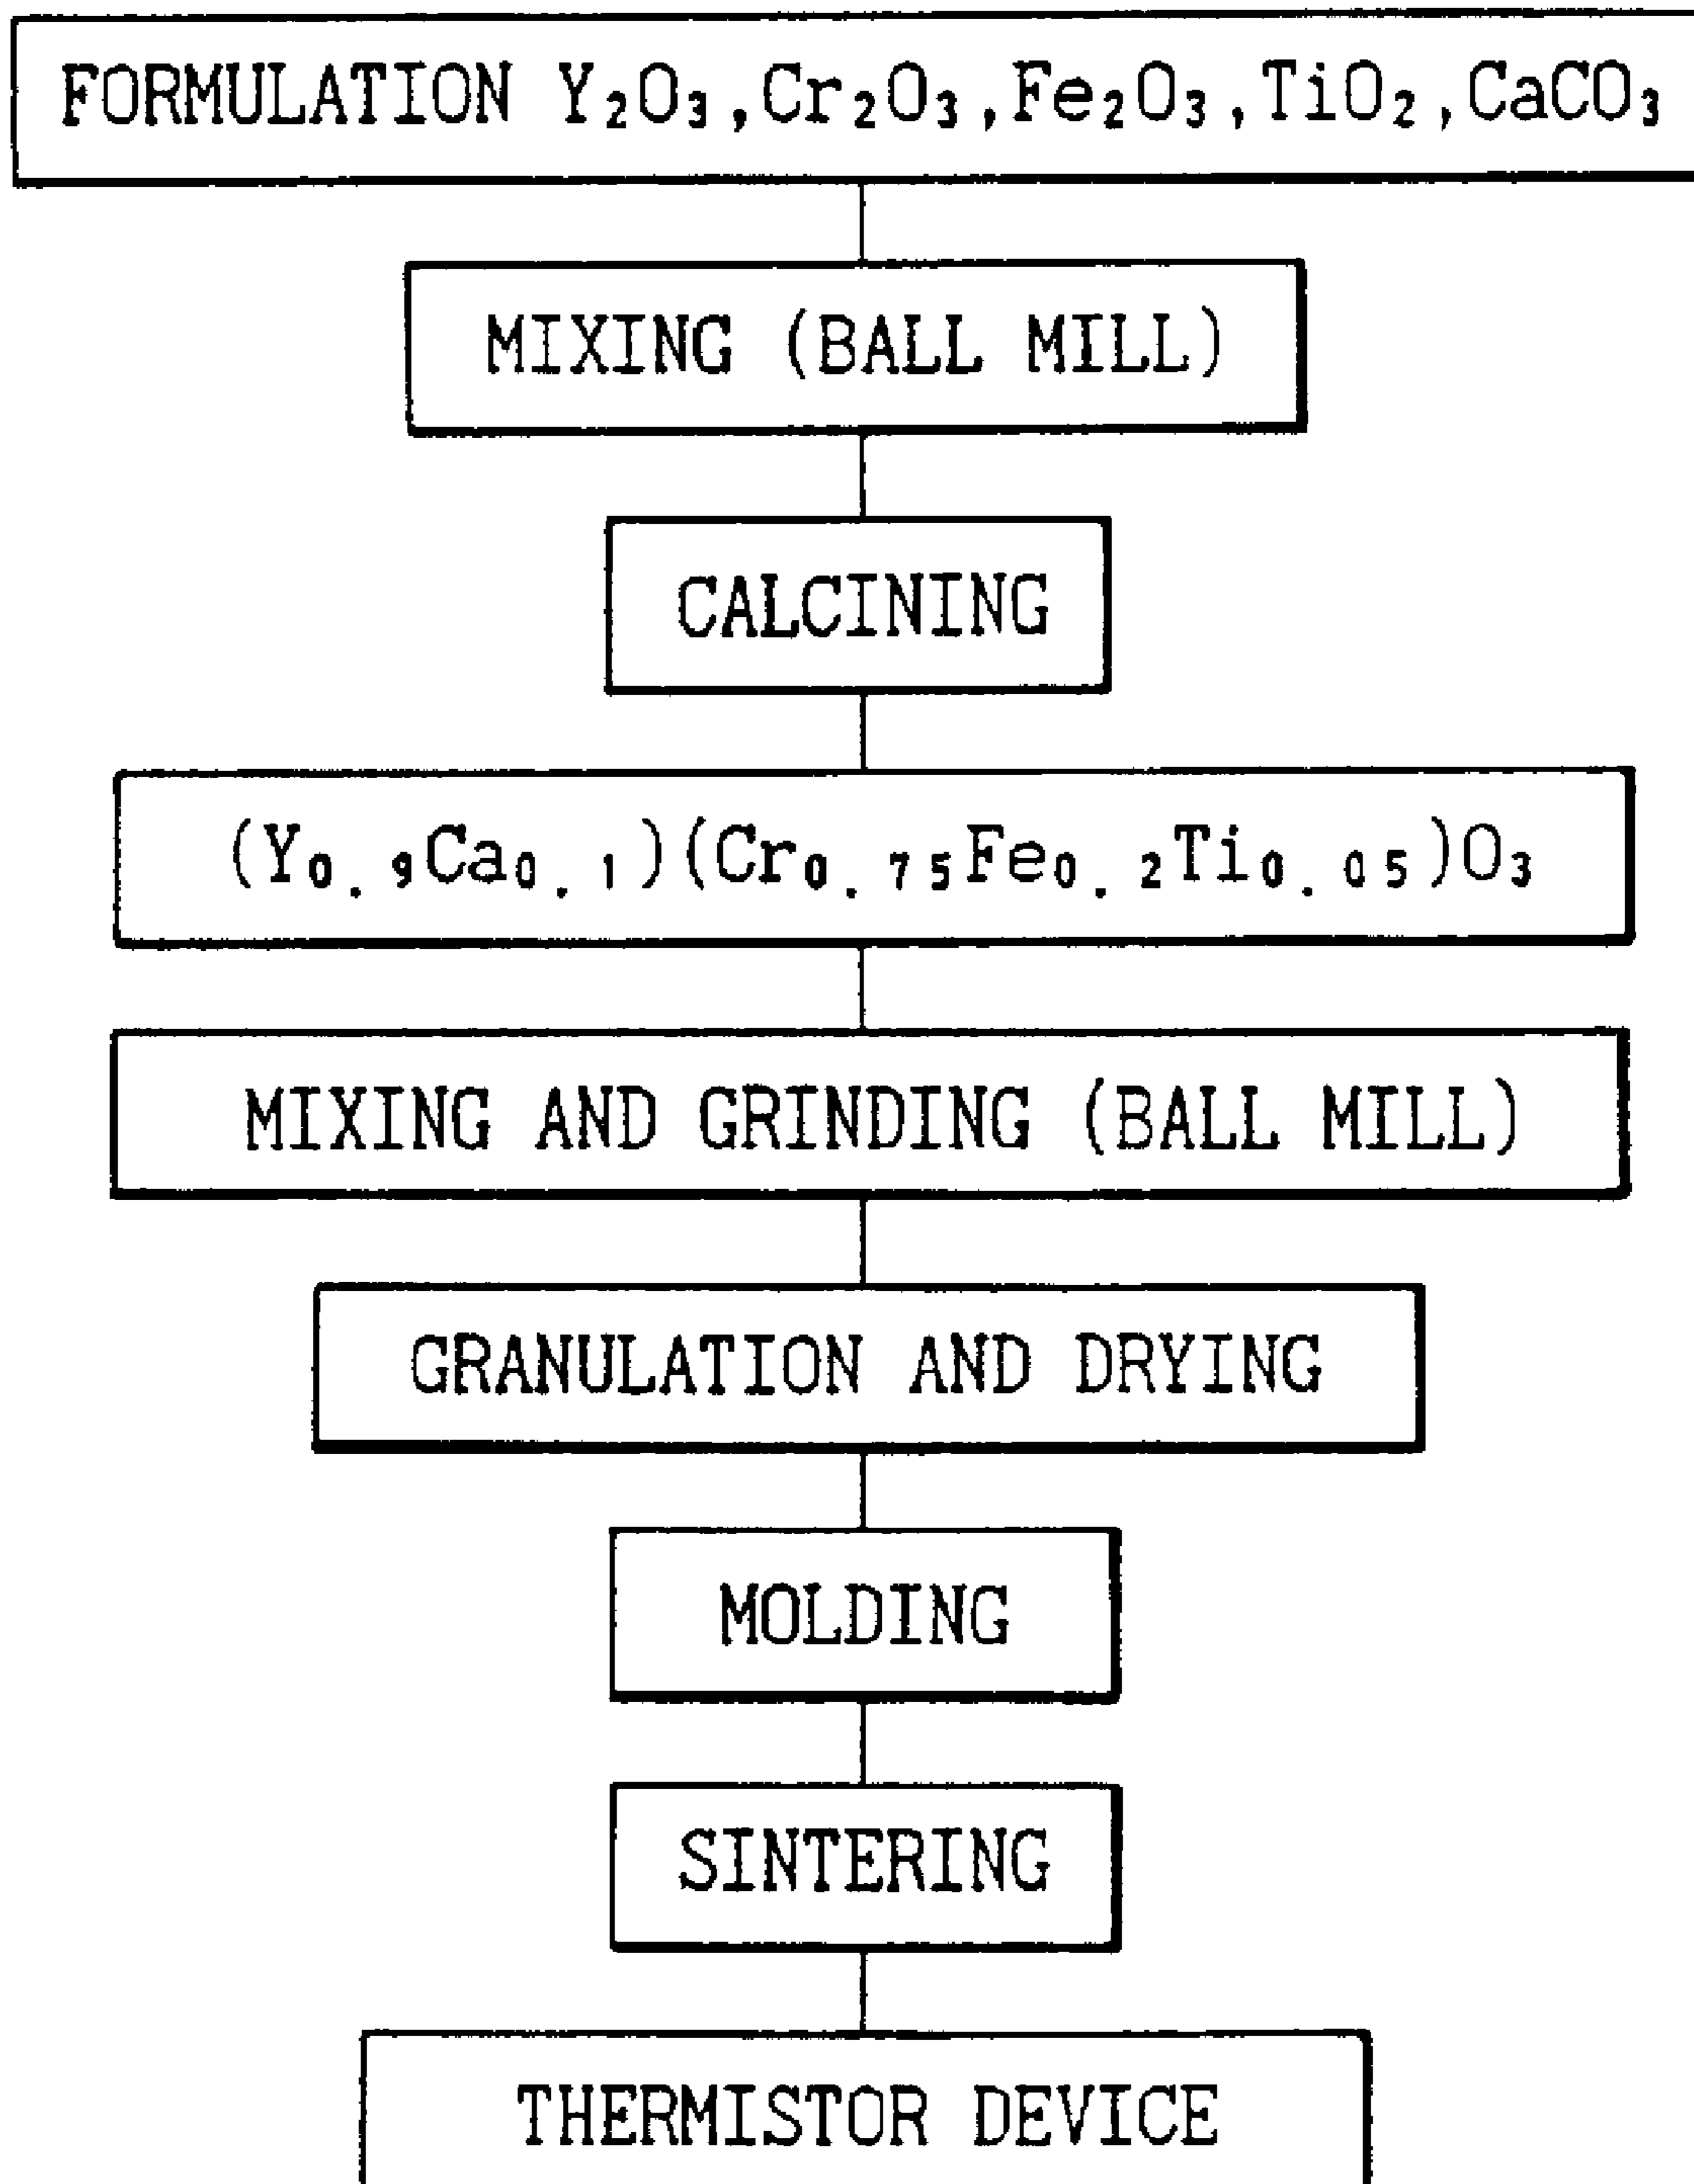 FORMULATION Y₂O₃,Cr₂O₃,Fe₂O₃,TiO₂,CaCO₃
MIXING (BALL MILL)
CALCINING
(Y₀.₉Ca₀.₁)(Cr₀.₇₅Fe₀.₂Ti₀.₀₅)O₃
MIXING AND GRINDING (BALL MILL)
GRANULATION AND DRYING
MOLDING
SINTERING
THERMISTOR DEVICE